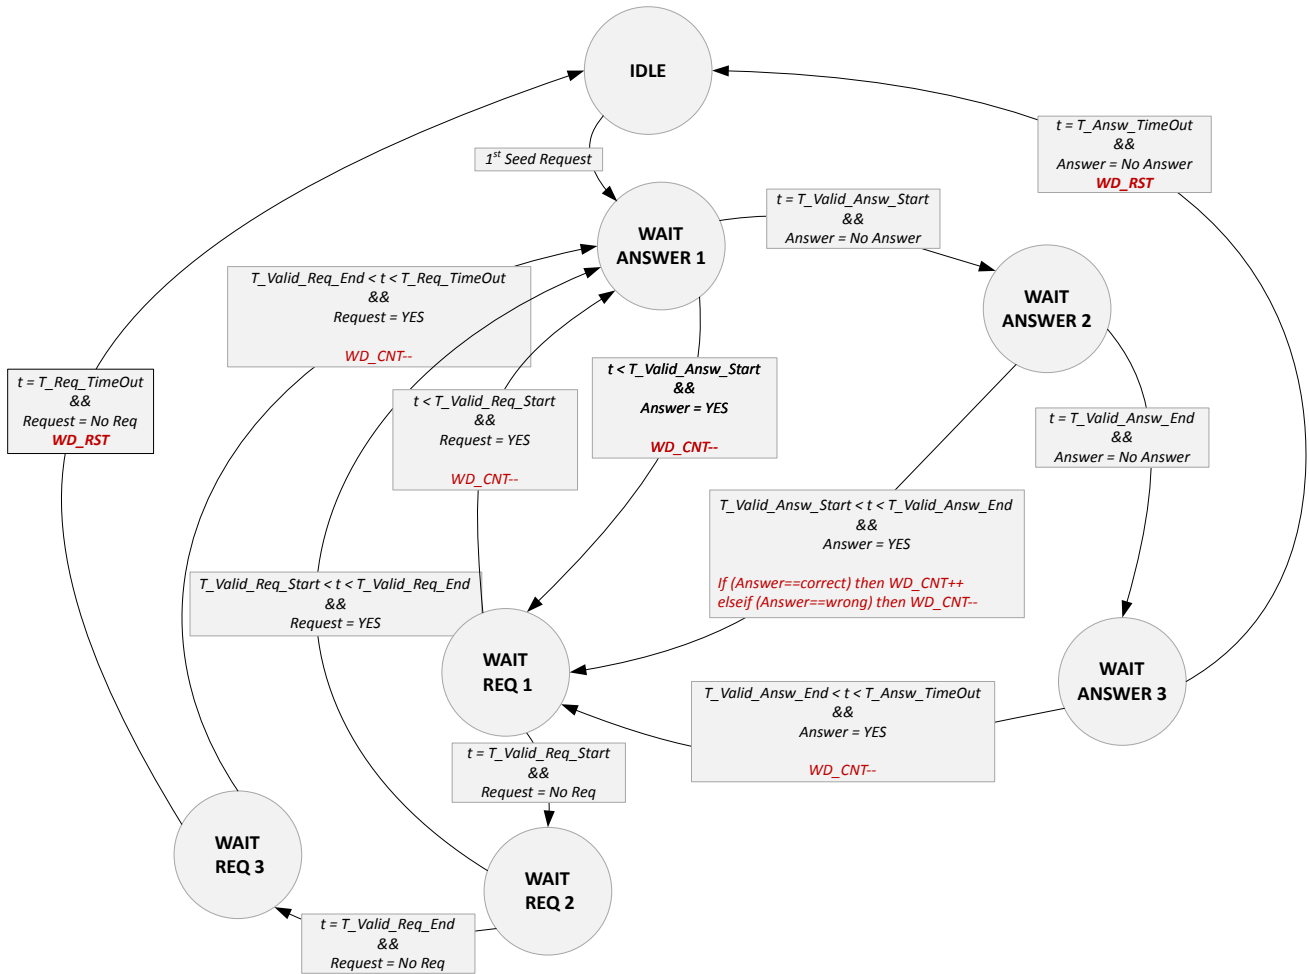 IDLE
1st Seed Request
t = T_Answ_TimeOut
&&
Answer = No Answer
WD_RST
WAIT
ANSWER 1
t = T_Valid_Answ_Start
&&
Answer = No Answer
WAIT
ANSWER 2
T_Valid_Req_End < t < T_Req_TimeOut
&&
Request = YES
WD_CNT--
t = T_Req_TimeOut
&&
Request = No Req
WD_RST
t < T_Valid_Req_Start
&&
Request = YES
WD_CNT--
t < T_Valid_Answ_Start
&&
Answer = YES
WD_CNT--
t = T_Valid_Answ_End
&&
Answer = No Answer
T_Valid_Answ_Start < t < T_Valid_Answ_End
&&
Answer = YES
If (Answer==correct) then WD_CNT++
elseif (Answer==wrong) then WD_CNT--
T_Valid_Req_Start < t < T_Valid_Req_End
&&
Request = YES
WAIT
REQ 1
WAIT
ANSWER 3
T_Valid_Answ_End < t < T_Answ_TimeOut
&&
Answer = YES
WD_CNT--
t = T_Valid_Req_Start
&&
Request = No Req
WAIT
REQ 3
WAIT
REQ 2
t = T_Valid_Req_End
&&
Request = No Req